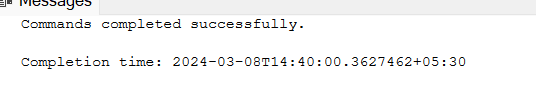 Messages
Commands completed successfully.
Completion time: 2024-03-08T14:40:00.3627462+05:30